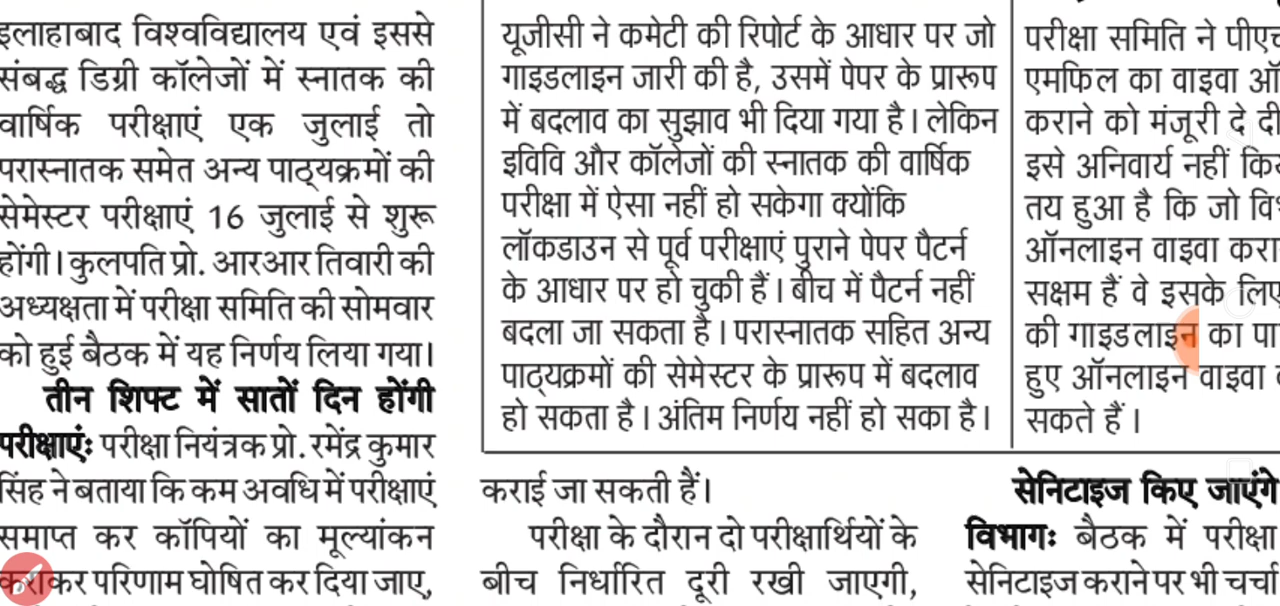 इलाहाबाद विश्वविद्यालय एवं इससे
संबद्ध डिग्री कॉलेजों में स्नातक की
वार्षिक परीक्षाएं एक जुलाई तो
परास्नातक समेत अन्य पाठ्यक्रमों की
सेमेस्टर परीक्षाएं 16 जुलाई से शुरू
होंगी। कुलपति प्रो. आरआर तिवारी की
अध्यक्षता में परीक्षा समिति की सोमवार
को हुई बैठक में यह निर्णय लिया गया।
तीन शिफ्ट में सातों दिन होंगी
परीक्षाएं: परीक्षा नियंत्रक प्रो. रमेंद्र कुमार
सिंह ने बताया कि कम अवधि में परीक्षाएं
समाप्त कर कॉपियों का मूल्यांकन
कराकर परिणाम घोषित कर दिया जाए,
यूजीसी ने कमेटी की रिपोर्ट के आधार पर जो
गाइडलाइन जारी की है, उसमें पेपर के प्रारूप
में बदलाव का सुझाव भी दिया गया है। लेकिन
इविवि और कॉलेजों की स्नातक की वार्षिक
परीक्षा में ऐसा नहीं हो सकेगा क्योंकि
लॉकडाउन से पूर्व परीक्षाएं पुराने पेपर पैटर्न
के आधार पर हो चुकी हैं। बीच में पैटर्न नहीं
बदला जा सकता है। परास्नातक सहित अन्य
पाठ्यक्रमों की सेमेस्टर के प्रारूप में बदलाव
हो सकता है। अंतिम निर्णय नहीं हो सका है।
कराई जा सकती हैं।
परीक्षा के दौरान दो परीक्षार्थियों के
बीच निर्धारित दूरी रखी जाएगी,
परीक्षा समिति ने
एमफिल का वाइवा
कराने को मंजूरी दे दी
इसे अनिवार्य नहीं
तय हुआ है कि जो
ऑनलाइन वाइवा
सक्षम हैं वे इसके लिए
की गाइडलाइन का
हुए ऑनलाइन वाइवा
सकते हैं।
सेनिटाइज किए जाएंगे
विभाग: बैठक में परीक्षा
सेनिटाइज कराने पर भी चर्चा